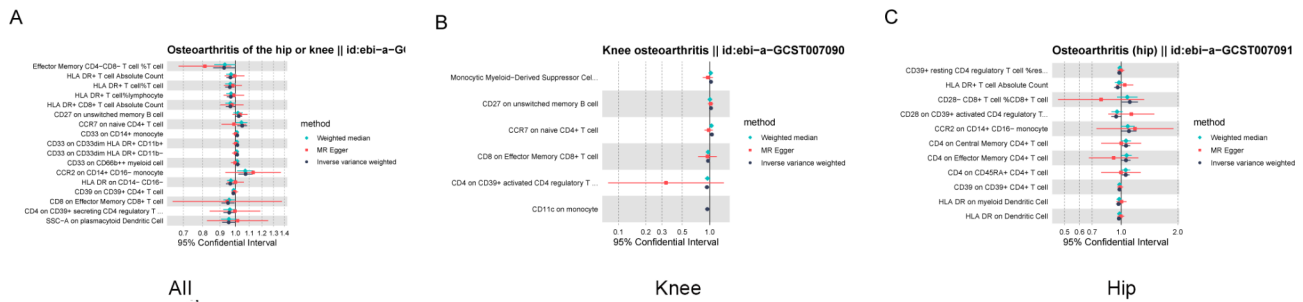 A
Osteoarthritis of the hip or knee || id:ebi-a-G
Effector Memory CD4-CD8- T cell %T cell
HLA DR+ T cell Absolute Count
HLA DR+ T cell%T cell
HLA DR+ T cell%lymphocyte
HLA DR+ CD8+ T cell Absolute Count
CD27 on unswitched memory B cell
CCR7 on naive CD4+ T cell
CD33 on CD14+ monocyte
CD33 on CD33dim HLA DR+ CD11b+
CD33 on CD33dim HLA DR+ CD11b-
CD33 on CD66b++ myeloid cell
CCR2 on CD14+ CD16- monocyte
HLA DR on CD14- CD16-
CD39 on CD39+ CD4+ T cell
CD8 on Effector Memory CD8+ T cell
CD4 on CD39+ secreting CD4 regulatory T ...
SSC-A on plasmacytoid Dendritic Cell
0.7 0.8 0.9 1.0 1.1 1.2 1.3 1.4
95% Confidential Interval
method
Weighted median
MR Egger
Inverse variance weighted
All
B
Knee osteoarthritis || id:ebi-a-GCST007090
Monocytic Myeloid-Derived Suppressor Cel...
CD27 on unswitched memory B cell
CCR7 on naive CD4+ T cell
CD8 on Effector Memory CD8+ T cell
CD4 on CD39+ activated CD4 regulatory T ...
CD11c on monocyte
0.1 0.2 0.3 0.5 1.0
95% Confidential Interval
method
Weighted median
MR Egger
Inverse variance weighted
Knee
C
Osteoarthritis (hip) || id:ebi-a-GCST007091
CD39+ resting CD4 regulatory T cell %res...
HLA DR+ T cell Absolute Count
CD28- CD8+ T cell %CD8+ T cell
CD28 on CD39+ activated CD4 regulatory T...
CCR2 on CD14+ CD16- monocyte
CD4 on Central Memory CD4+ T cell
CD4 on Effector Memory CD4+ T cell
CD4 on CD45RA+ CD4+ T cell
CD39 on CD39+ CD4+ T cell
HLA DR on myeloid Dendritic Cell
HLA DR on Dendritic Cell
0.5 0.6 0.7 1.0 2.0
95% Confidential Interval
method
Weighted median
MR Egger
Inverse variance weighted
Hip